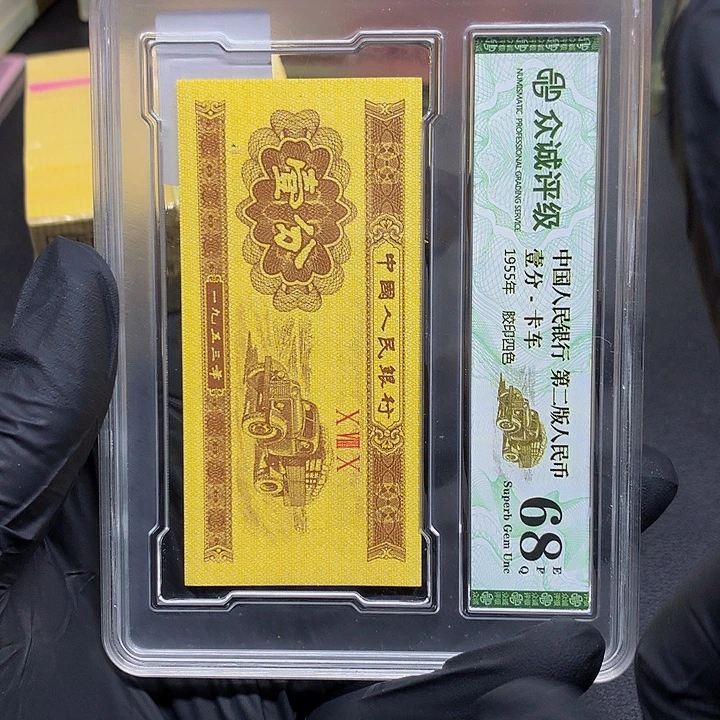 众诚评级
NUMISMATIC PROFESSIONAL GRADING SERVICE
中国人民银行 第二版人民币
壹分 - 卡车
1955年 胶印四色
68
E
P
Q
Superb Gem Unc
中國人民銀行
X Ⅷ X
壹分
一九五三年